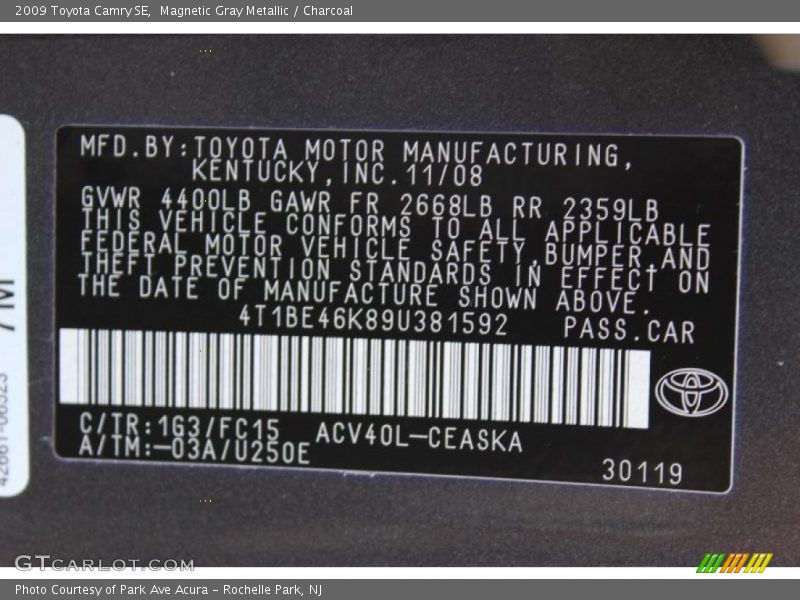 2009 Toyota Camry SE, Magnetic Gray Metallic / Charcoal
MFD.BY:TOYOTA MOTOR MANUFACTURING,
KENTUCKY,INC.11/08
GVWR 4400LB GAWR FR 2668LB RR 2359LB
THIS VEHICLE CONFORMS TO ALL APPLICABLE
FEDERAL MOTOR VEHICLE SAFETY,BUMPER,AND
THEFT PREVENTION STANDARDS IN EFFECT ON
THE DATE OF MANUFACTURE SHOWN ABOVE.
4T1BE46K89U381592 PASS.CAR
C/TR:1G3/FC15 ACV40L-CEASKA
A/TM:-03A/U250E
30119
GTCARLOT.COM
Photo Courtesy of Park Ave Acura - Rochelle Park, NJ